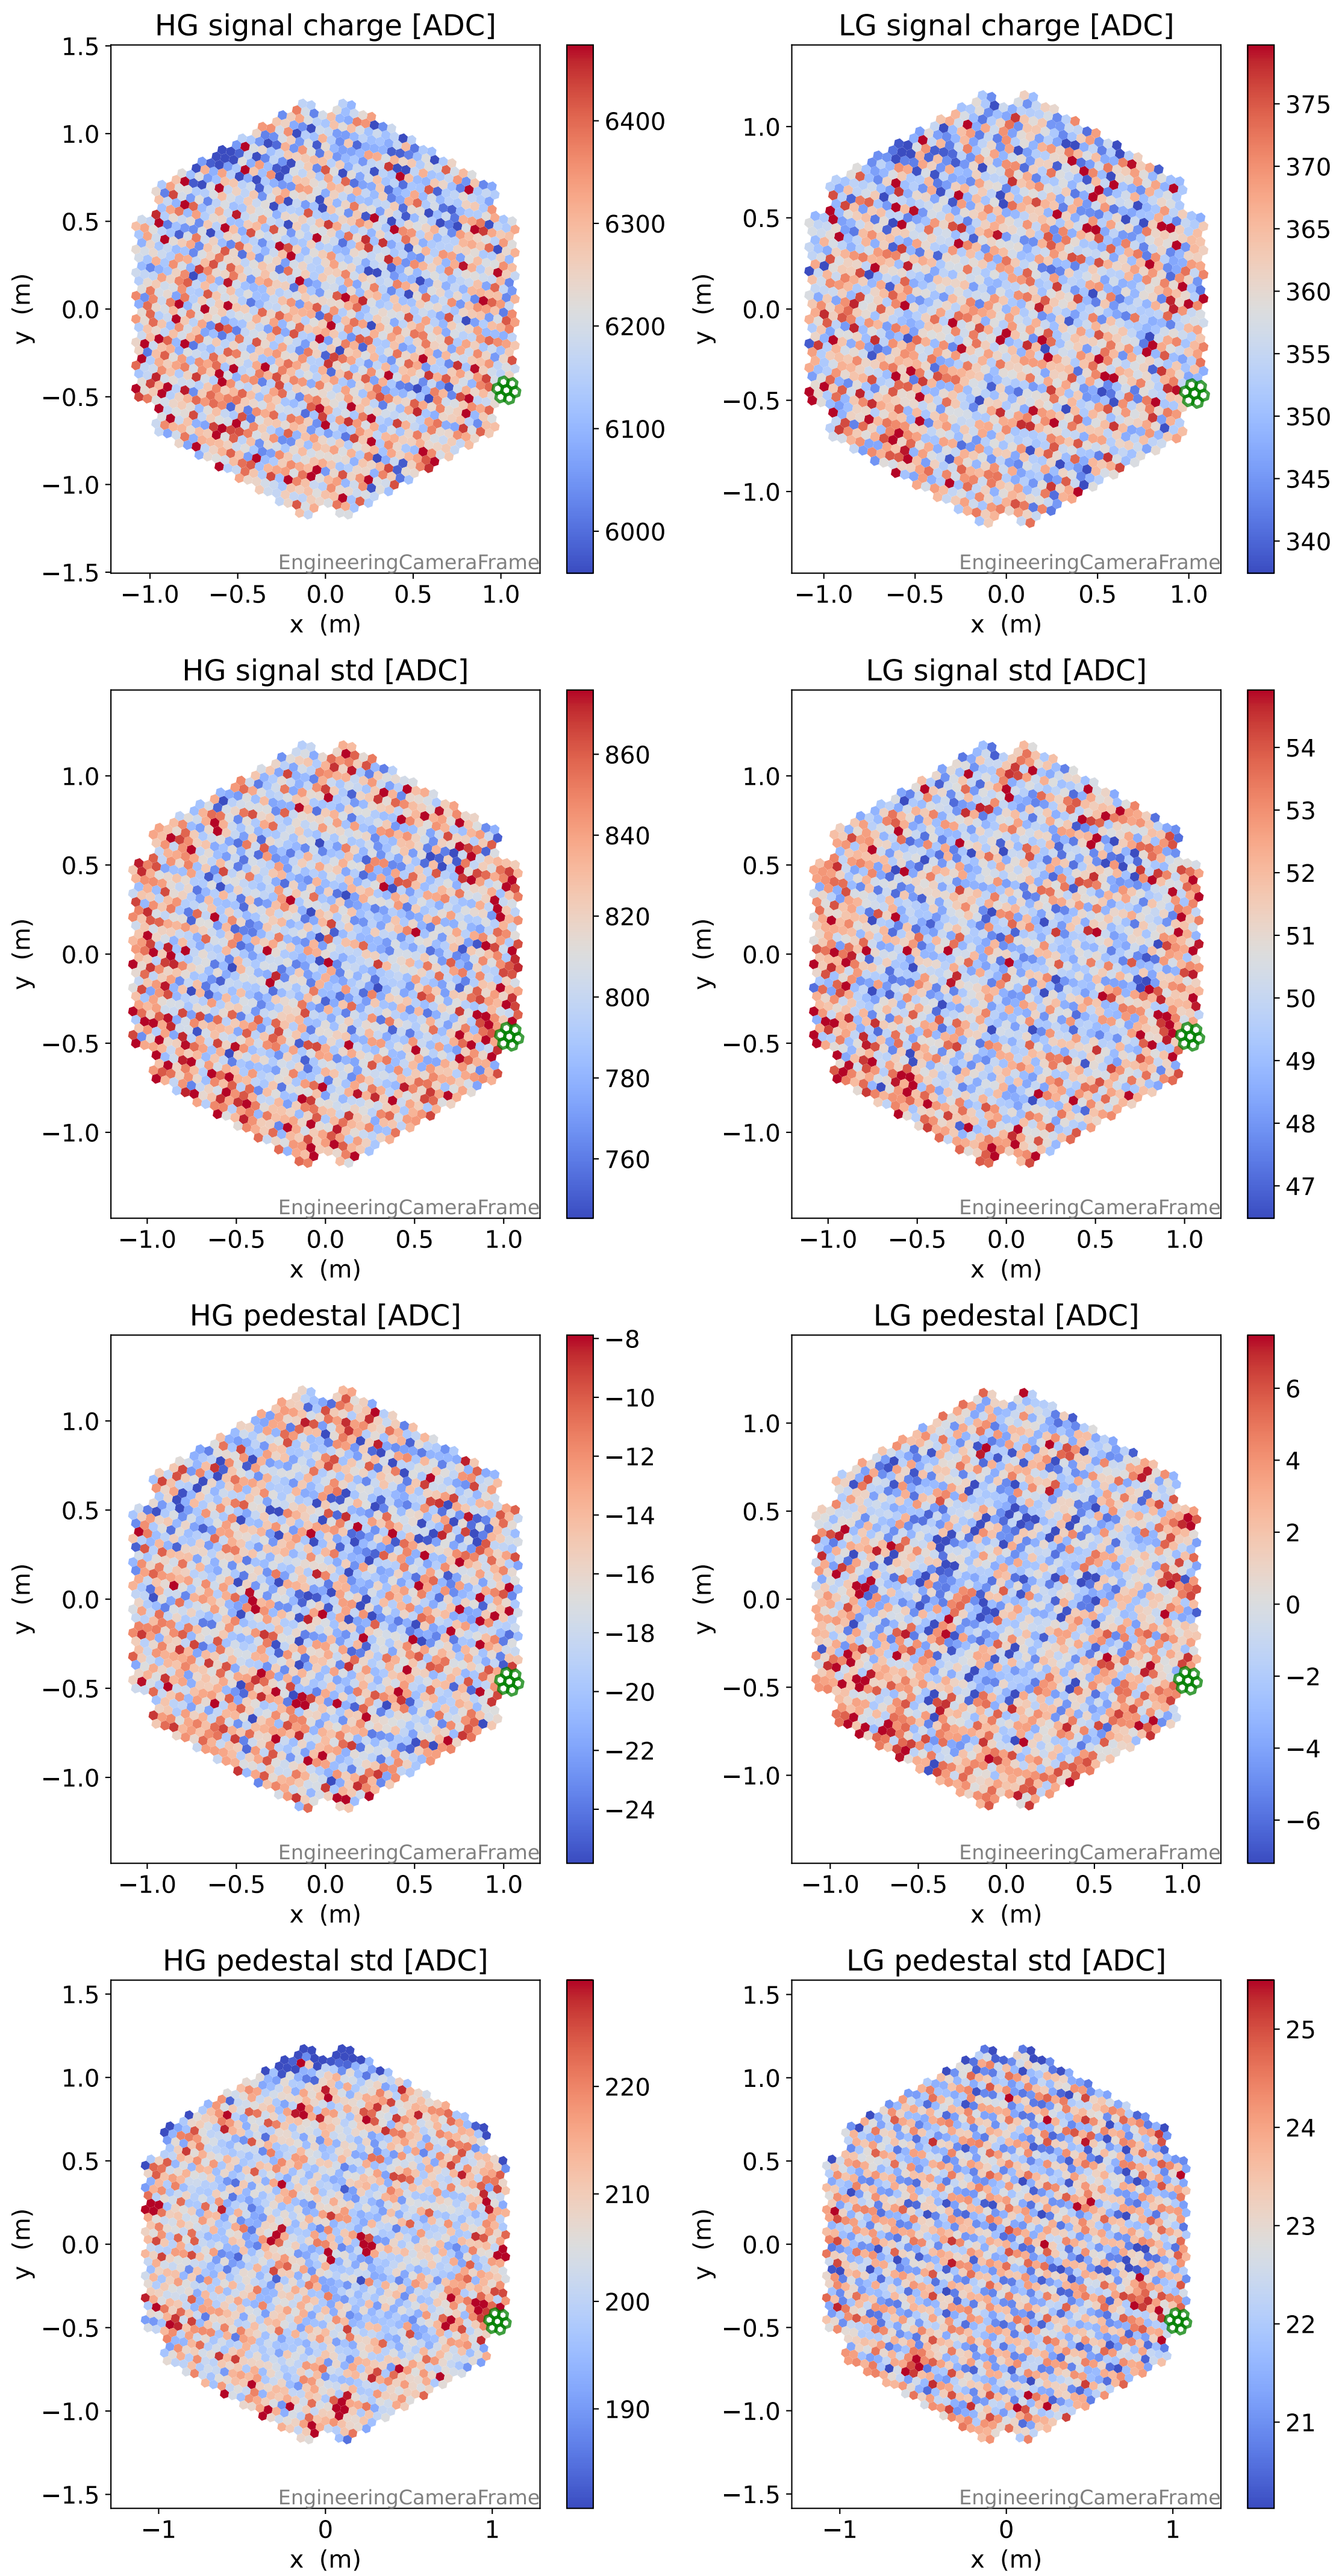 HG signal charge [ADC]
LG signal charge [ADC]
1.5
1.0
0.5
0.0
−0.5
−1.0
−1.5
y (m)
−1.0 −0.5 0.0 0.5 1.0
x (m)
EngineeringCameraFrame
6400
6300
6200
6100
6000
1.0
0.5
0.0
−0.5
−1.0
y (m)
−1.0 −0.5 0.0 0.5 1.0
x (m)
EngineeringCameraFrame
375
370
365
360
355
350
345
340
HG signal std [ADC]
LG signal std [ADC]
1.0
0.5
0.0
−0.5
−1.0
y (m)
−1.0 −0.5 0.0 0.5 1.0
x (m)
EngineeringCameraFrame
860
840
820
800
780
760
1.0
0.5
0.0
−0.5
−1.0
y (m)
−1.0 −0.5 0.0 0.5 1.0
x (m)
EngineeringCameraFrame
54
53
52
51
50
49
48
47
HG pedestal [ADC]
LG pedestal [ADC]
1.0
0.5
0.0
−0.5
−1.0
y (m)
−1.0 −0.5 0.0 0.5 1.0
x (m)
EngineeringCameraFrame
−8
−10
−12
−14
−16
−18
−20
−22
−24
1.0
0.5
0.0
−0.5
−1.0
y (m)
−1.0 −0.5 0.0 0.5 1.0
x (m)
EngineeringCameraFrame
6
4
2
0
−2
−4
−6
HG pedestal std [ADC]
LG pedestal std [ADC]
1.5
1.0
0.5
0.0
−0.5
−1.0
−1.5
y (m)
−1 0 1
x (m)
EngineeringCameraFrame
220
210
200
190
1.5
1.0
0.5
0.0
−0.5
−1.0
−1.5
y (m)
−1 0 1
x (m)
EngineeringCameraFrame
25
24
23
22
21